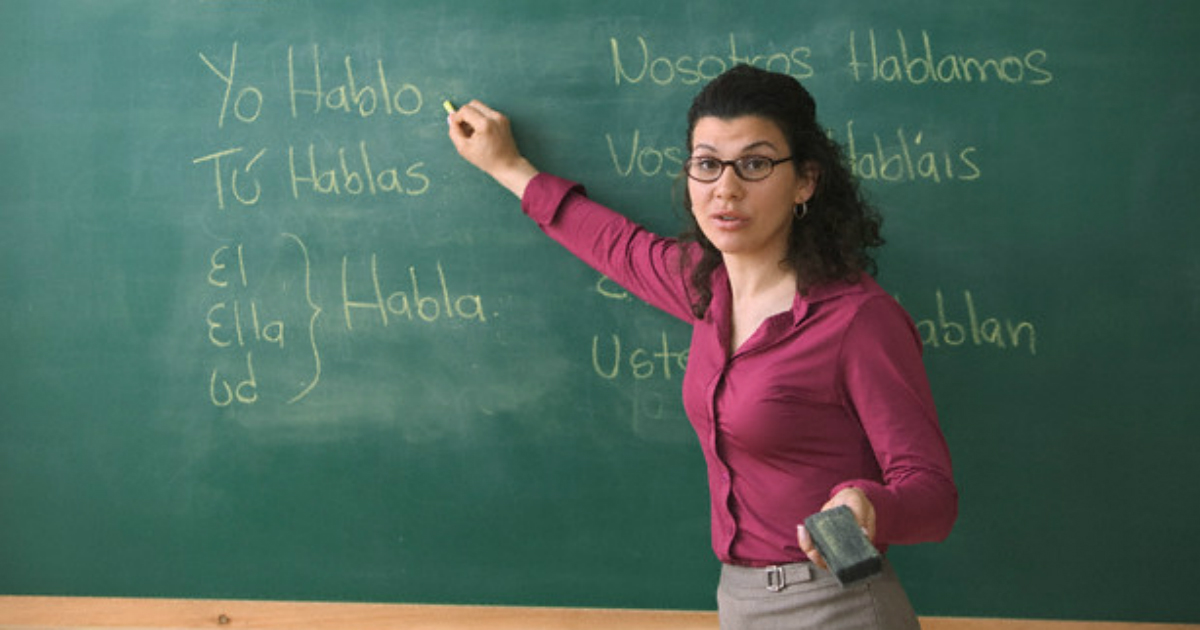 Yo Hablo
Tú Hablas
El
Ella
Ud
Habla.
Nosotros Hablamos
Habláis